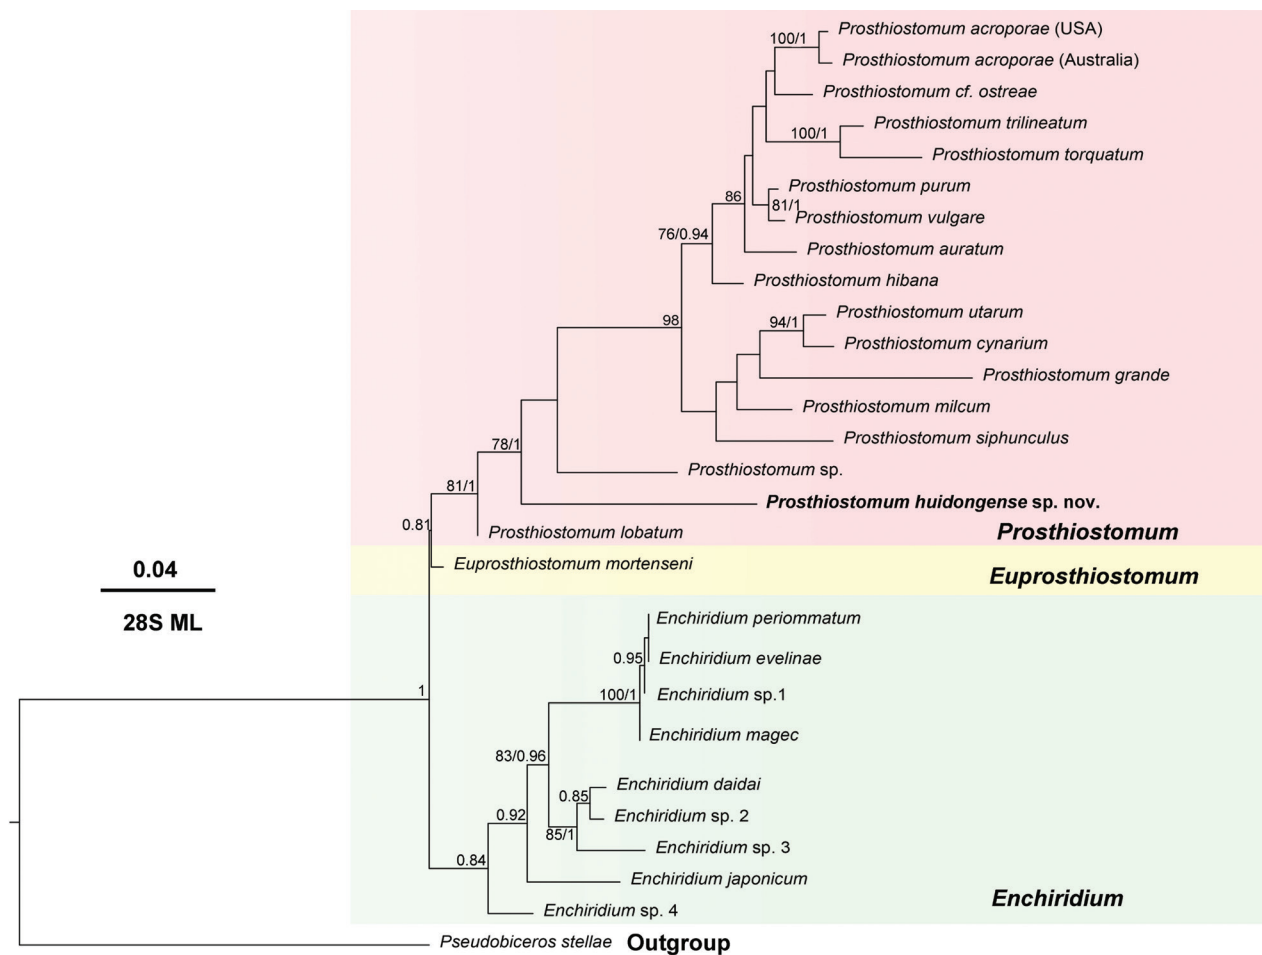 Prosthiostomum acroporae (USA)
100/1
Prosthiostomum acroporae (Australia)
Prosthiostomum cf. ostreae
Prosthiostomum trilineatum
100/1
Prosthiostomum torquatum
Prosthiostomum purum
86
81/1
Prosthiostomum vulgare
76/0.94
Prosthiostomum auratum
Prosthiostomum hibana
Prosthiostomum utarum
98
94/1
Prosthiostomum cynarium
Prosthiostomum grande
Prosthiostomum milcum
Prosthiostomum siphunculus
78/1
Prosthiostomum sp.
81/1
Prosthiostomum huidongense sp. nov.
0.81
Prosthiostomum lobatum
Prosthiostomum
Euprosthiostomum mortenseni
Euprosthiostomum
0.04
28S ML
Enchiridium periommatum
0.95
Enchiridium evelinae
1
100/1
Enchiridium sp.1
Enchiridium magec
83/0.96
Enchiridium daidai
0.85
0.92
Enchiridium sp. 2
85/1
Enchiridium sp. 3
0.84
Enchiridium japonicum
Enchiridium
Enchiridium sp. 4
Pseudobiceros stellae Outgroup